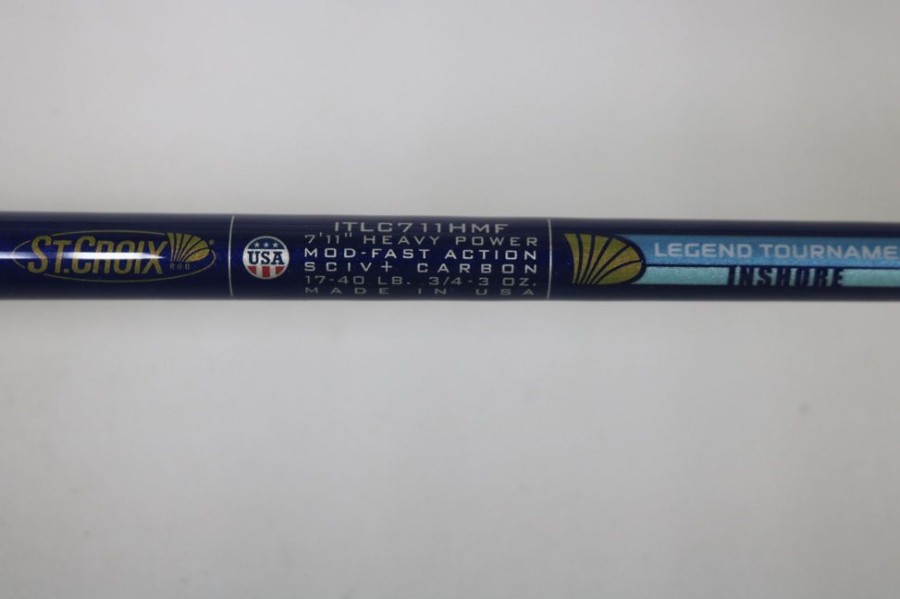 ST.CROIX®
ROD
USA
ITLC711HMF
7'11" HEAVY POWER
MOD-FAST ACTION
SCIV+ CARBON
17-40 LB. 3/4-3 OZ.
MADE IN USA
LEGEND TOURNAME
INSHORE